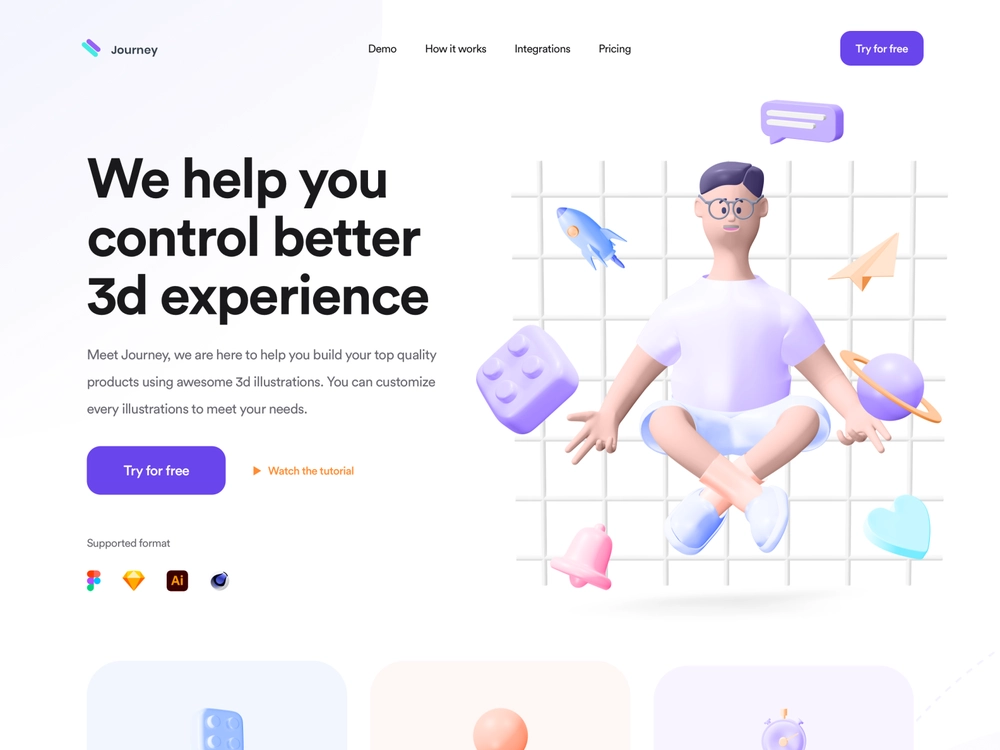 Journey
Demo
How it works
Integrations
Pricing
Try for free
We help you
control better
3d experience
Meet Journey, we are here to help you build your top quality
products using awesome 3d illustrations. You can customize
every illustrations to meet your needs.
Try for free
Watch the tutorial
Supported format
Ai